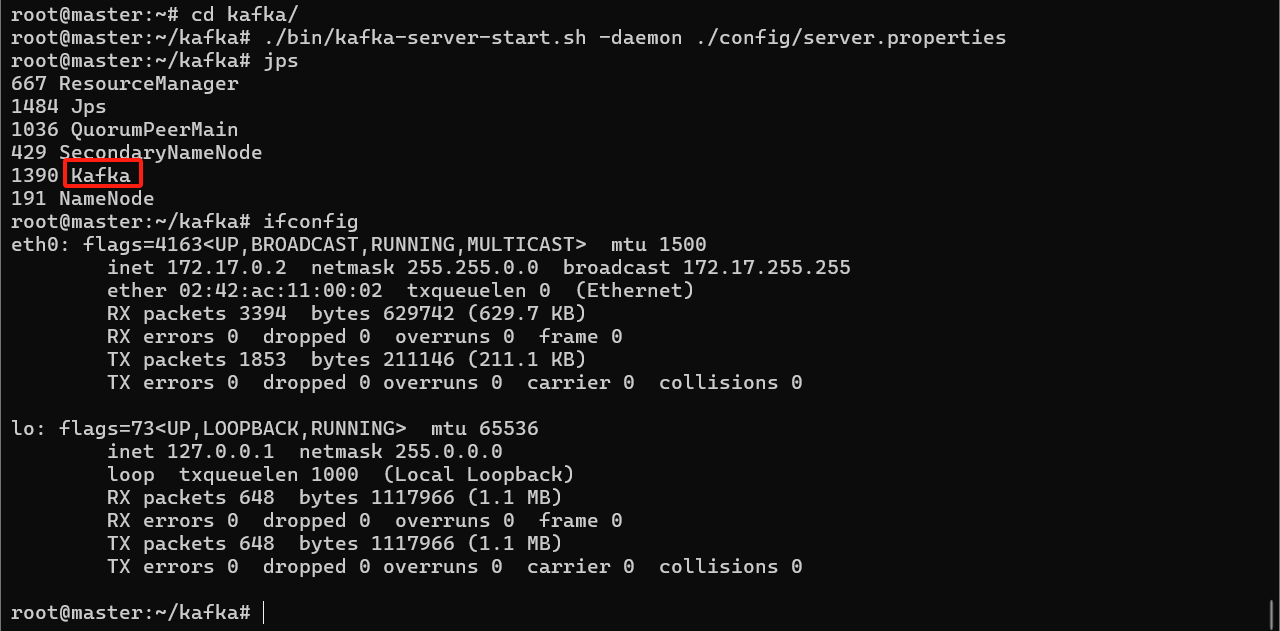 root@master:~# cd kafka/
root@master:~/kafka# ./bin/kafka-server-start.sh -daemon ./config/server.properties
root@master:~/kafka# jps
667 ResourceManager
1484 Jps
1036 QuorumPeerMain
429 SecondaryNameNode
1390 Kafka
191 NameNode
root@master:~/kafka# ifconfig
eth0: flags=4163<UP,BROADCAST,RUNNING,MULTICAST>  mtu 1500
        inet 172.17.0.2  netmask 255.255.0.0  broadcast 172.17.255.255
        ether 02:42:ac:11:00:02  txqueuelen 0  (Ethernet)
        RX packets 3394  bytes 629742 (629.7 KB)
        RX errors 0  dropped 0  overruns 0  frame 0
        TX packets 1853  bytes 211146 (211.1 KB)
        TX errors 0  dropped 0 overruns 0  carrier 0  collisions 0

lo: flags=73<UP,LOOPBACK,RUNNING>  mtu 65536
        inet 127.0.0.1  netmask 255.0.0.0
        loop  txqueuelen 1000  (Local Loopback)
        RX packets 648  bytes 1117966 (1.1 MB)
        RX errors 0  dropped 0  overruns 0  frame 0
        TX packets 648  bytes 1117966 (1.1 MB)
        TX errors 0  dropped 0 overruns 0  carrier 0  collisions 0

root@master:~/kafka#